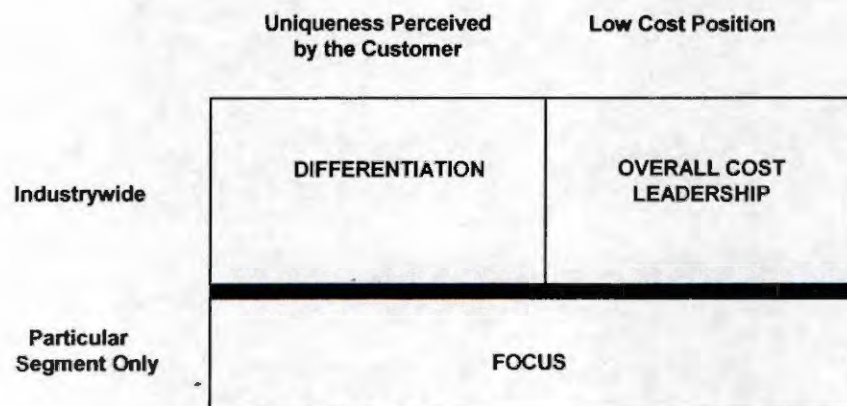 Uniqueness Perceived
by the Customer
Low Cost Position
Industrywide
DIFFERENTIATION
OVERALL COST
LEADERSHIP
Particular
Segment Only
FOCUS